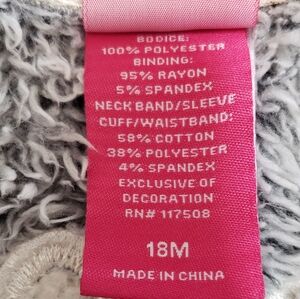 BODICE:
100% POLYESTER
BINDING:
95% RAYON
5% SPANDEX
NECK BAND/SLEEVE
CUFF/WAISTBAND:
58% COTTON
38% POLYESTER
4% SPANDEX
EXCLUSIVE OF
DECORATION
RN# 117508
18M
MADE IN CHINA